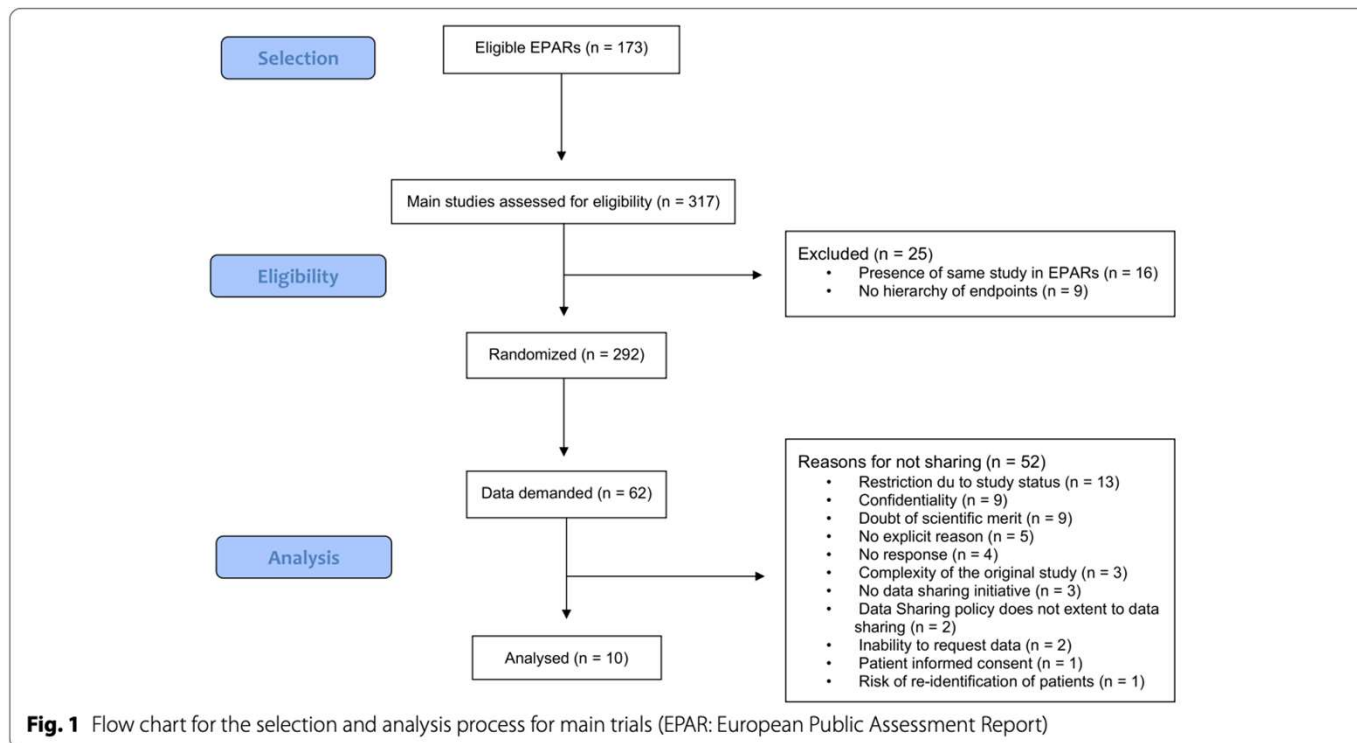 Selection
Eligible EPARs (n = 173)
Main studies assessed for eligibility (n = 317)
Eligibility
Excluded (n = 25)
• Presence of same study in EPARs (n = 16)
• No hierarchy of endpoints (n = 9)
Randomized (n = 292)
Data demanded (n = 62)
Reasons for not sharing (n = 52)
• Restriction du to study status (n = 13)
• Confidentiality (n = 9)
• Doubt of scientific merit (n = 9)
• No explicit reason (n = 5)
• No response (n = 4)
• Complexity of the original study (n = 3)
• No data sharing initiative (n = 3)
• Data Sharing policy does not extent to data
sharing (n = 2)
• Inability to request data (n = 2)
• Patient informed consent (n = 1)
• Risk of re-identification of patients (n = 1)
Analysis
Analysed (n = 10)
Fig. 1 Flow chart for the selection and analysis process for main trials (EPAR: European Public Assessment Report)